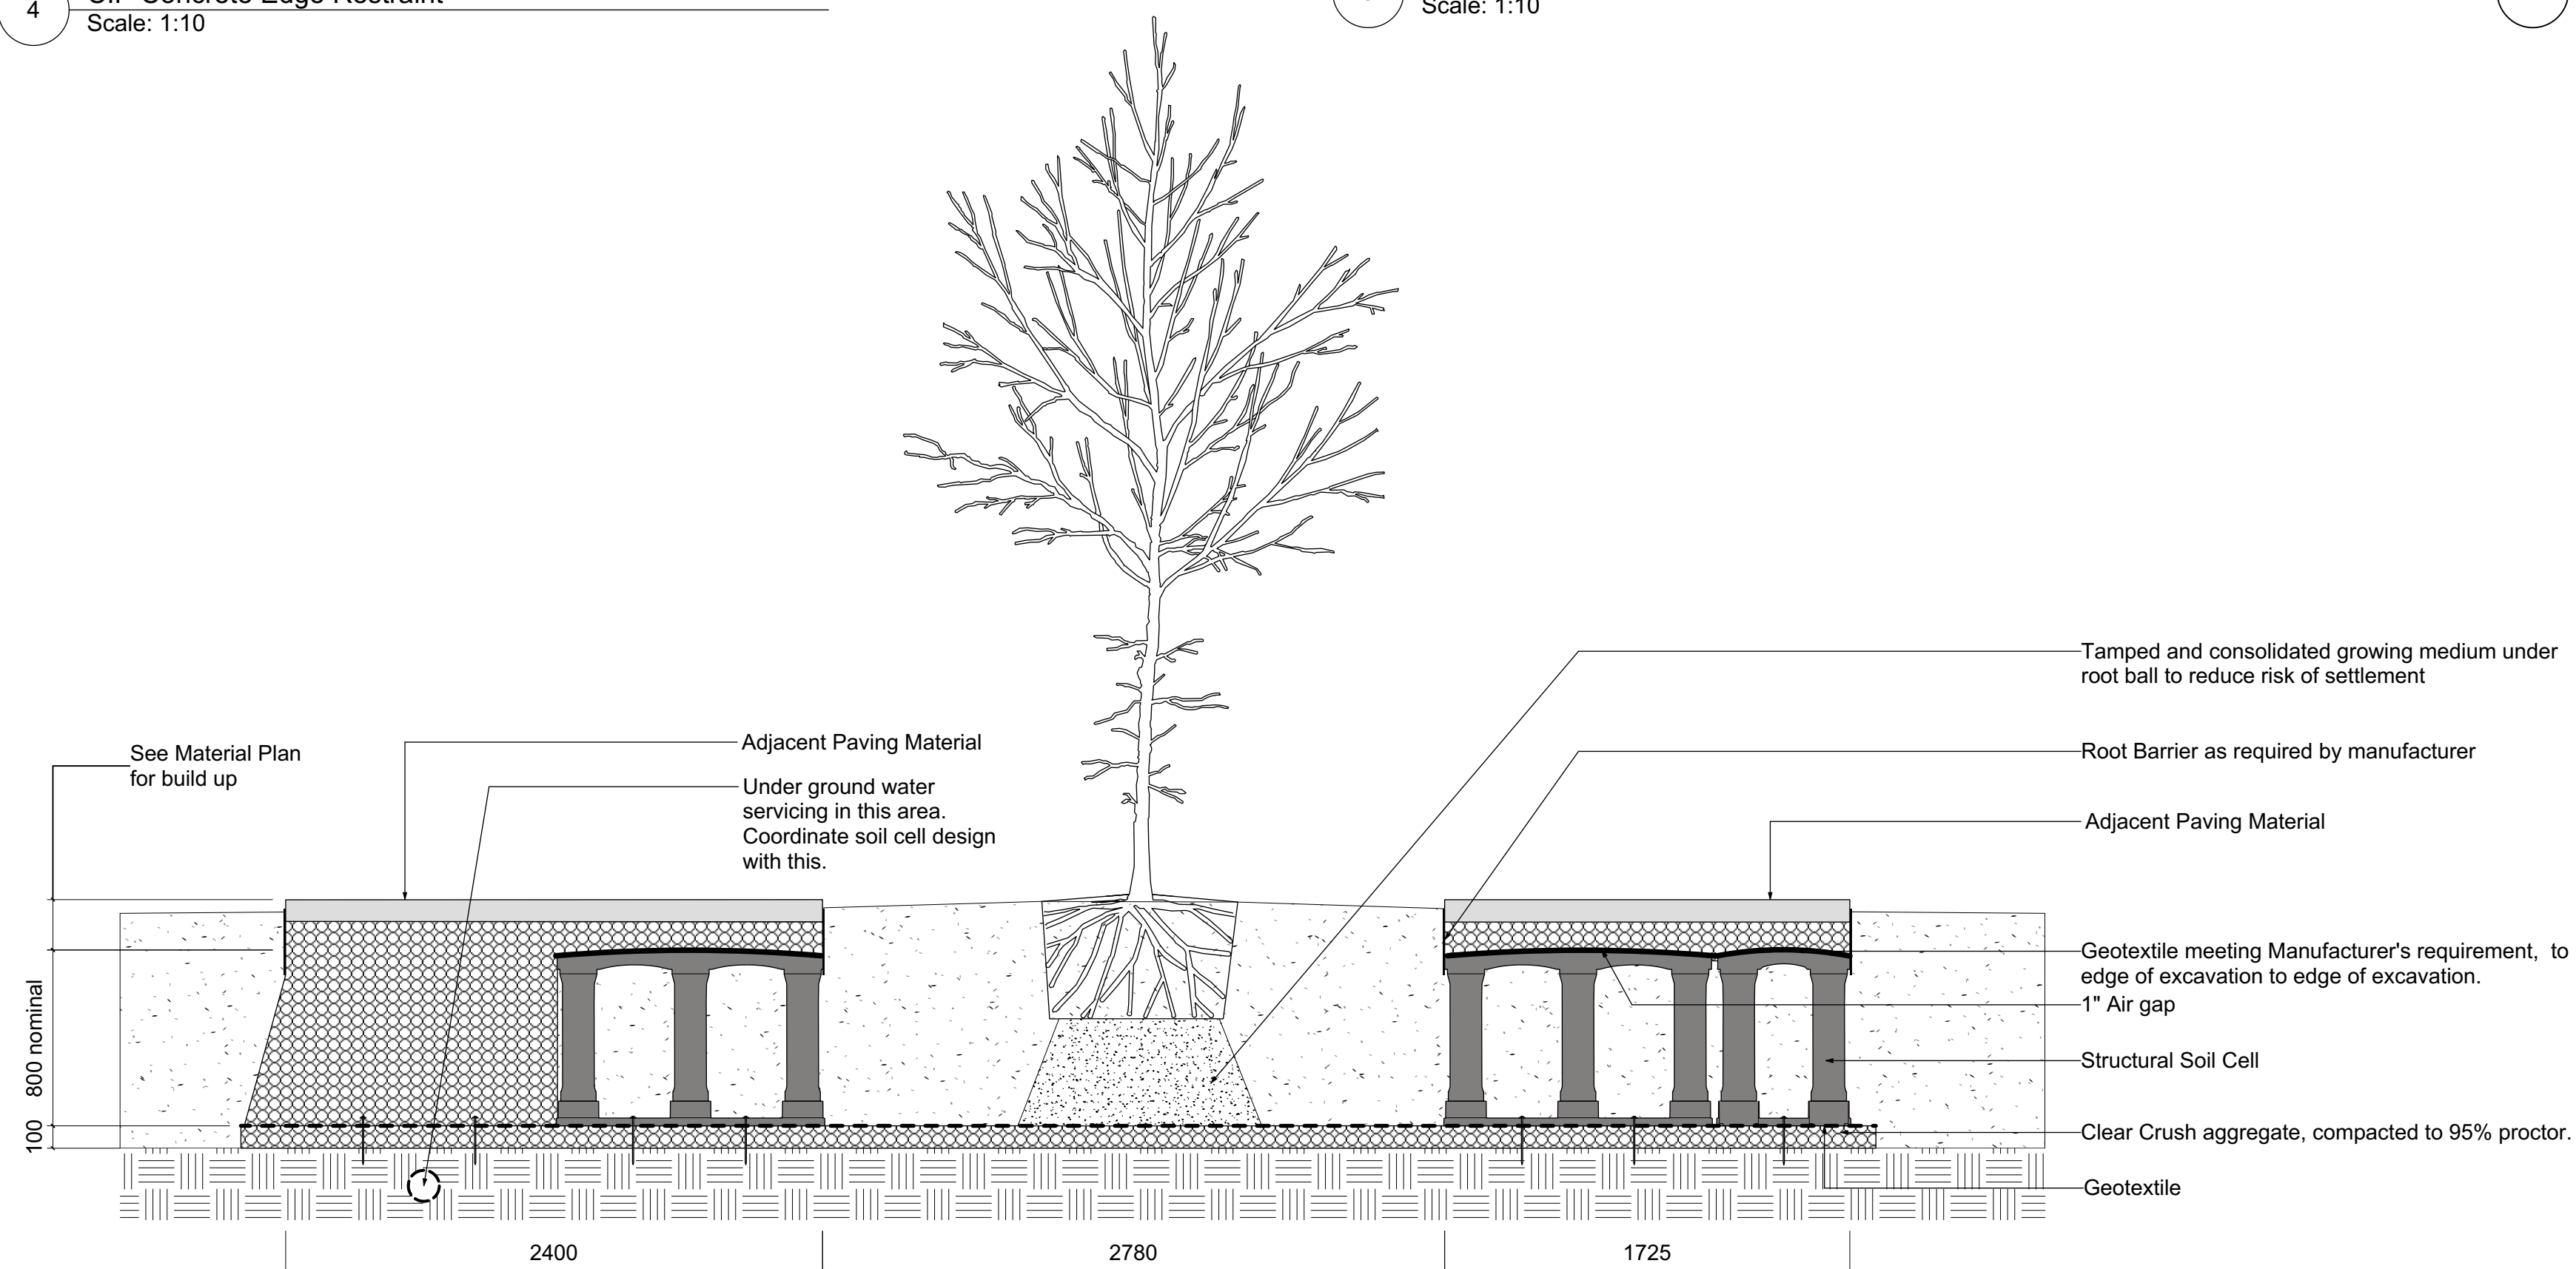 4
Scale: 1:10
Scale: 1:10
See Material Plan
for build up
Adjacent Paving Material
Under ground water
servicing in this area.
Coordinate soil cell design
with this.
Tamped and consolidated growing medium under
root ball to reduce risk of settlement
Root Barrier as required by manufacturer
Adjacent Paving Material
Geotextile meeting Manufacturer's requirement, to
edge of excavation to edge of excavation.
1" Air gap
Structural Soil Cell
Clear Crush aggregate, compacted to 95% proctor.
Geotextile
800 nominal
100
2400
2780
1725